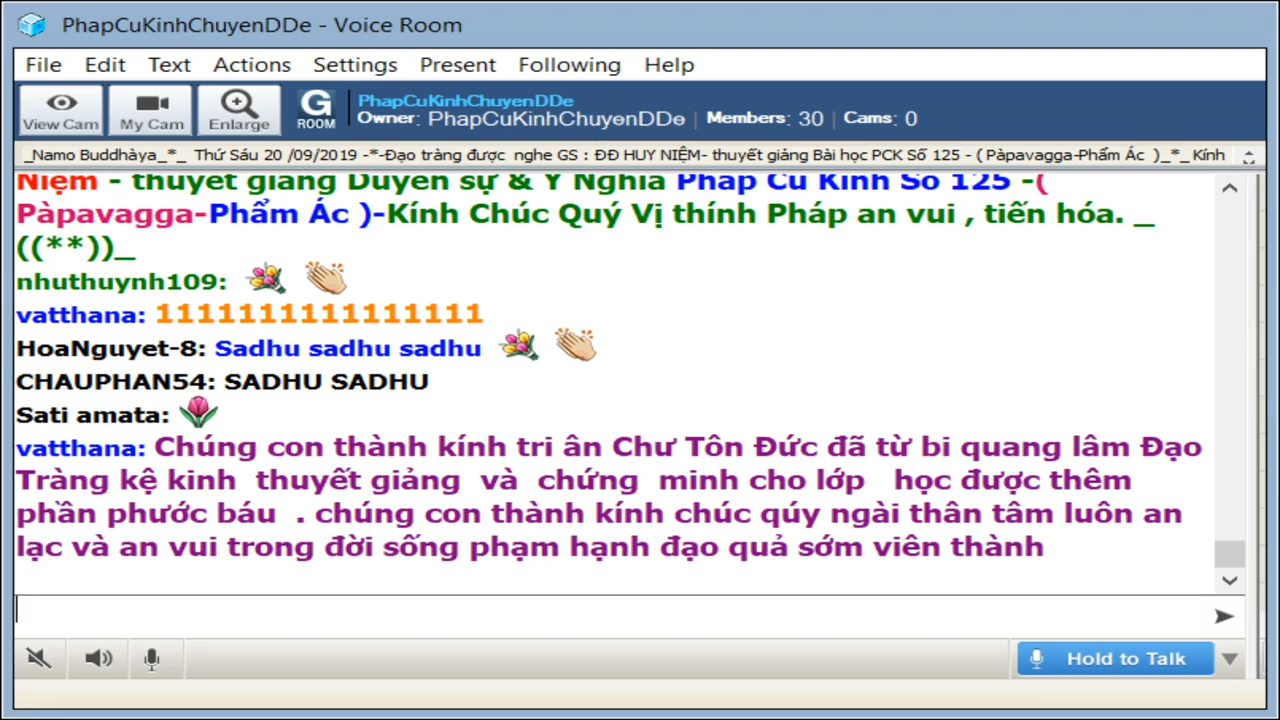 PhapCuKinhChuyenDDe - Voice Room
File Edit Text Actions Settings Present Following Help
View Cam My Cam Enlarge G ROOM
PhapCuKinhChuyenDDe
Owner: PhapCuKinhChuyenDDe | Members: 30 | Cams: 0
_Namo Buddhàya_*_ Thứ Sáu 20 /09/2019 -*-Đạo tràng được nghe GS : ĐĐ HUY NIỆM- thuyết giảng Bài học PCK Số 125 - ( Pàpavagga-Phẩm Ác )_*_Kính
Niệm - thuyết giảng Duyên sự & Ý Nghĩa Pháp Cú Kinh Số 125 -(
Pàpavagga-Phẩm Ác )-Kính Chúc Quý Vị thính Pháp an vui , tiến hóa. _
((**))_
nhuthuynh109:
vatthana: 1111111111111111
HoaNguyet-8: Sadhu sadhu sadhu
CHAUPHAN54: SADHU SADHU
Sati amata:
vatthana: Chúng con thành kính tri ân Chư Tôn Đức đã từ bi quang lâm Đạo
Tràng kệ kinh thuyết giảng và chứng minh cho lớp học được thêm
phần phước báu . chúng con thành kính chúc qúy ngài thân tâm luôn an
lạc và an vui trong đời sống phạm hạnh đạo quả sớm viên thành
Hold to Talk